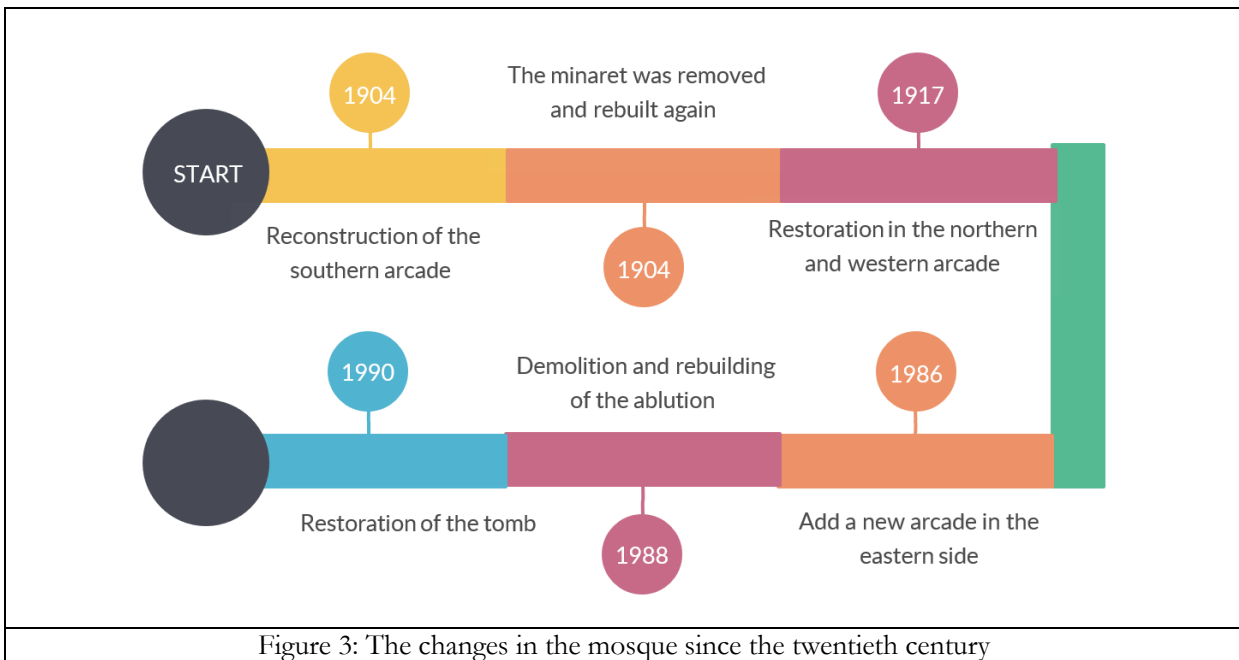 START
1904
Reconstruction of the
southern arcade
The minaret was removed
and rebuilt again
1904
1917
Restoration in the northern
and western arcade
1986
Add a new arcade in the
eastern side
Demolition and rebuilding
of the ablution
1988
1990
Restoration of the tomb
Figure 3: The changes in the mosque since the twentieth century